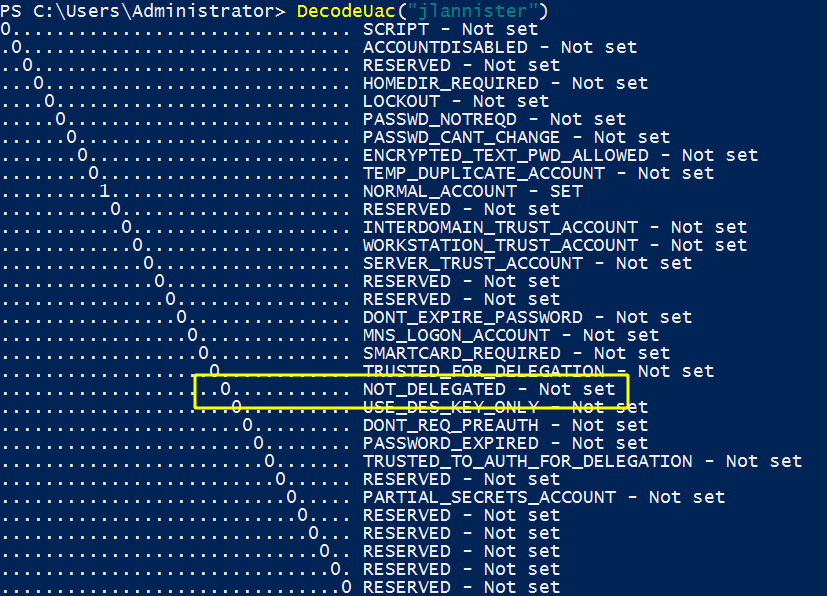 PS C:\Users\Administrator> DecodeUac("jlannister")
0............................... SCRIPT - Not set
.0.............................. ACCOUNTDISABLED - Not set
..0............................. RESERVED - Not set
...0............................ HOMEDIR_REQUIRED - Not set
....0........................... LOCKOUT - Not set
.....0.......................... PASSWD_NOTREQD - Not set
......0......................... PASSWD_CANT_CHANGE - Not set
.......0........................ ENCRYPTED_TEXT_PWD_ALLOWED - Not set
........0....................... TEMP_DUPLICATE_ACCOUNT - Not set
.........1...................... NORMAL_ACCOUNT - SET
..........0..................... RESERVED - Not set
...........0.................... INTERDOMAIN_TRUST_ACCOUNT - Not set
............0................... WORKSTATION_TRUST_ACCOUNT - Not set
.............0.................. SERVER_TRUST_ACCOUNT - Not set
..............0................. RESERVED - Not set
...............0................ RESERVED - Not set
................0............... DONT_EXPIRE_PASSWORD - Not set
.................0.............. MNS_LOGON_ACCOUNT - Not set
..................0............. SMARTCARD_REQUIRED - Not set
...................0............ TRUSTED_FOR_DELEGATION - Not set
....................0........... NOT_DELEGATED - Not set
.....................0.......... USE_DES_KEY_ONLY - Not set
......................0......... DONT_REQ_PREAUTH - Not set
.......................0........ PASSWORD_EXPIRED - Not set
........................0....... TRUSTED_TO_AUTH_FOR_DELEGATION - Not set
.........................0...... RESERVED - Not set
..........................0..... PARTIAL_SECRETS_ACCOUNT - Not set
...........................0.... RESERVED - Not set
............................0... RESERVED - Not set
.............................0.. RESERVED - Not set
..............................0. RESERVED - Not set
...............................0 RESERVED - Not set